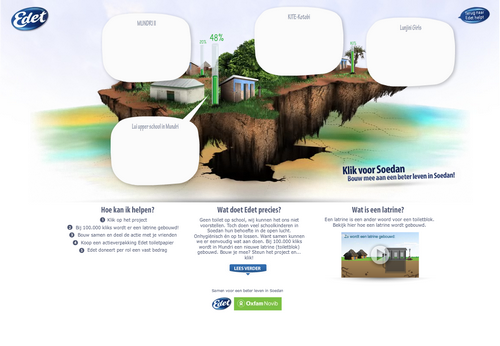 Edet
Terug naar
Edet helpt
MUNDRI B
KITE-Kotobi
Lanjini Girls
25%
48%
Lui upper school in Mundri
Klik voor Soedan
Bouw mee aan een beter leven in Soedan!
Hoe kan ik helpen?
1 Klik op het project
2 Bij 100.000 kliks wordt er een latrine gebouwd!
3 Bouw samen en deel de actie met je vrienden
4 Koop een actieverpakking Edet toiletpapier
5 Edet doneert per rol een vast bedrag
Wat doet Edet precies?
Geen toilet op school, wij kunnen het ons niet
voorstellen. Toch doen veel schoolkinderen in
Soedan hun behoefte in de open lucht.
Onhygiënisch én op te lossen. Want samen kunnen
we er eenvoudig wat aan doen. Bij 100.000 kliks
wordt in Mundri een nieuwe latrine (toiletblok)
gebouwd. Bouw je mee? Steun het project en...
klik!
LEES VERDER
Wat is een latrine?
Een latrine is een ander woord voor een toiletblok.
Bekijk hier hoe een latrine wordt gebouwd.
Zo wordt een latrine gebouwd.
Samen voor een beter leven in Soedan
Edet
Oxfam Novib